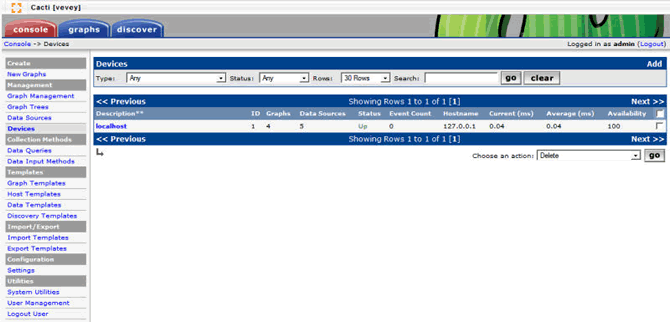 Cacti [vevey]
console graphs discover
Console -> Devices Logged in as admin (Logout)
Create
New Graphs
Management
Graph Management
Graph Trees
Data Sources
Devices
Collection Methods
Data Queries
Data Input Methods
Templates
Graph Templates
Host Templates
Data Templates
Discovery Templates
Import/Export
Import Templates
Export Templates
Configuration
Settings
Utilities
System Utilities
User Management
Logout User
Devices Add
Type: Any Status: Any Rows: 30 Rows Search: go clear
<< Previous Showing Rows 1 to 1 of 1 [1] Next >>
Description** ID Graphs Data Sources Status Event Count Hostname Current (ms) Average (ms) Availability
localhost 1 4 5 Up 0 127.0.0.1 0.04 0.04 100
<< Previous Showing Rows 1 to 1 of 1 [1] Next >>
Choose an action: Delete go